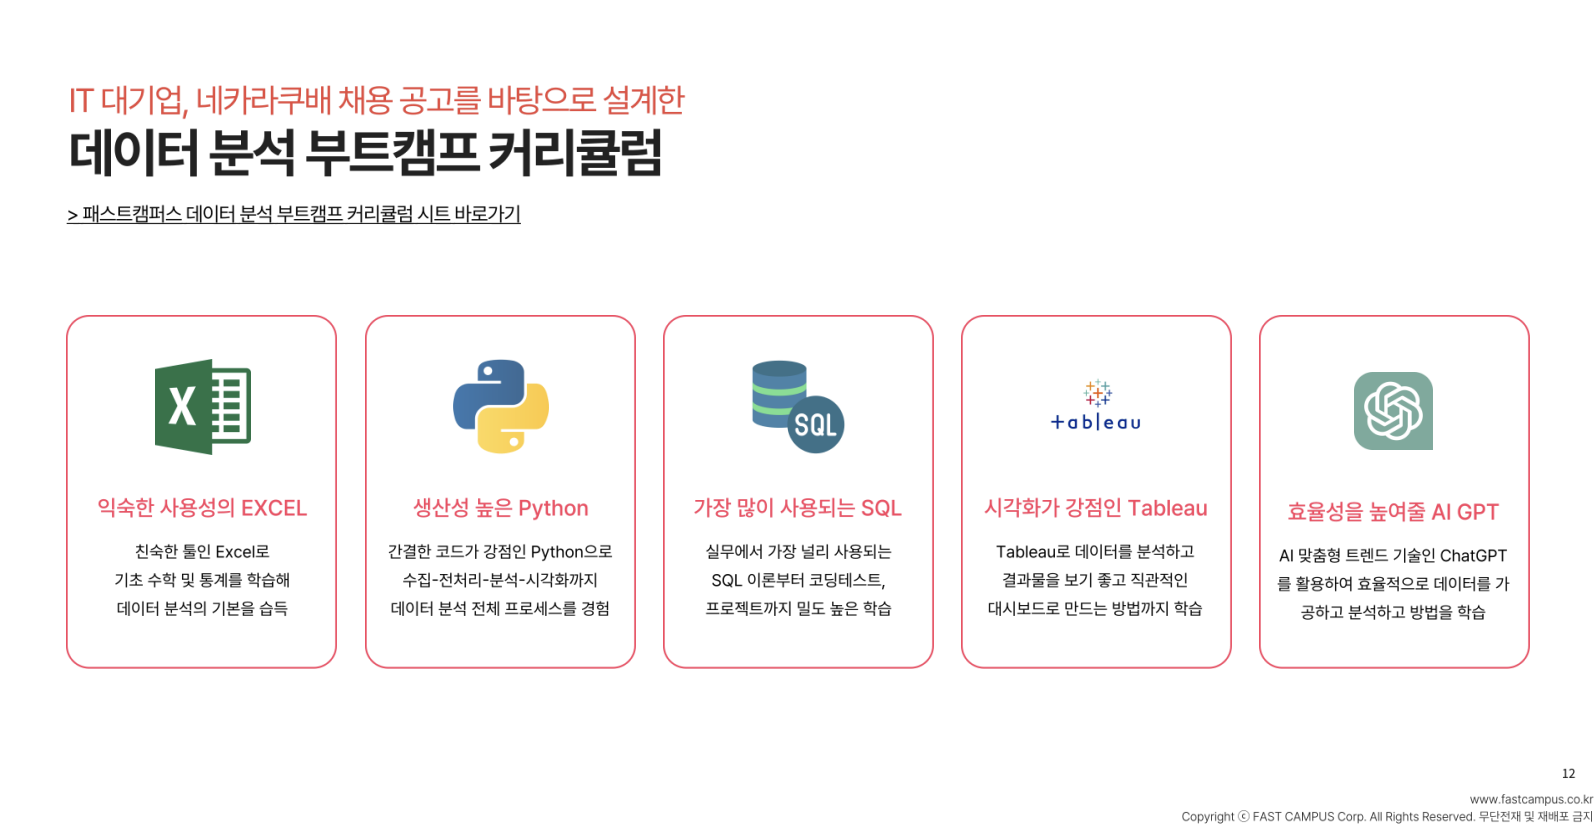 IT 대기업, 네카라쿠배 채용 공고를 바탕으로 설계한
데이터 분석 부트캠프 커리큘럼
> 패스트캠퍼스 데이터 분석 부트캠프 커리큘럼 시트 바로가기
X
익숙한 사용성의 EXCEL
친숙한 툴인 Excel로
기초 수학 및 통계를 학습해
데이터 분석의 기본을 습득
생산성 높은 Python
간결한 코드가 강점인 Python으로
수집-전처리-분석-시각화까지
데이터 분석 전체 프로세스를 경험
SQL
가장 많이 사용되는 SQL
실무에서 가장 널리 사용되는
SQL 이론부터 코딩테스트,
프로젝트까지 밀도 높은 학습
+ableau
시각화가 강점인 Tableau
Tableau로 데이터를 분석하고
결과물을 보기 좋고 직관적인
대시보드로 만드는 방법까지 학습
효율성을 높여줄 AI GPT
AI 맞춤형 트렌드 기술인 ChatGPT
를 활용하여 효율적으로 데이터를 가
공하고 분석하고 방법을 학습
12
www.fastcampus.co.kr
Copyright ⓒ FAST CAMPUS Corp. All Rights Reserved. 무단전재 및 재배포 금지